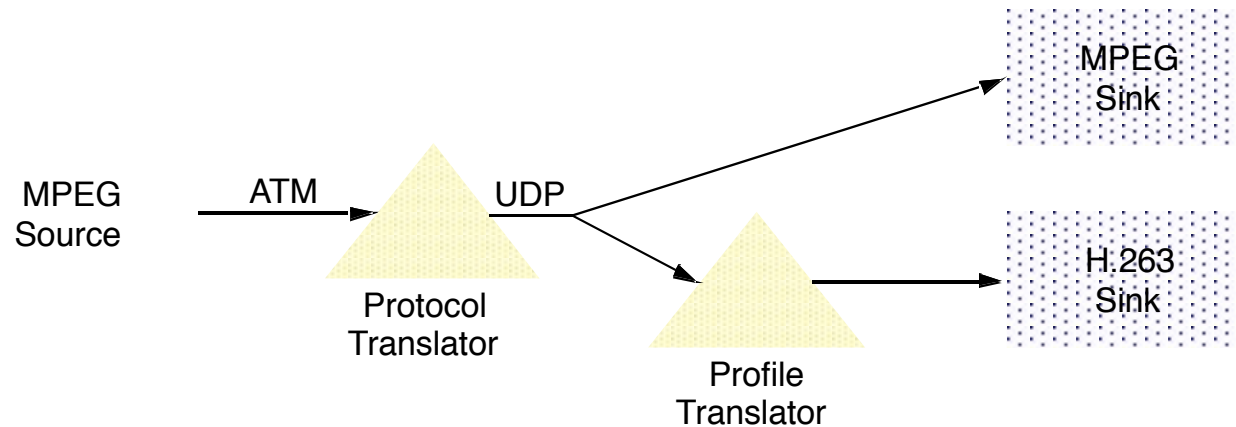 MPEG
Source
ATM
Protocol
Translator
UDP
MPEG
Sink
Profile
Translator
H.263
Sink